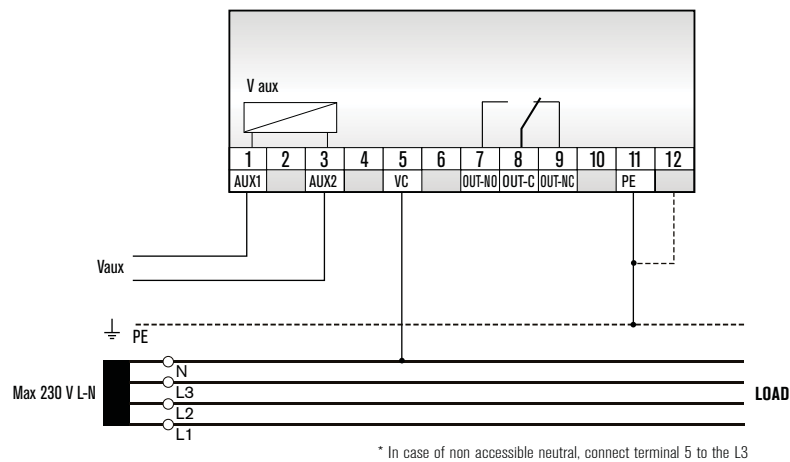 V aux
1 2 3 4 5 6 7 8 9 10 11 12
AUX1 AUX2 VC OUT-NO OUT-C OUT-NC PE
Vaux
PE
N
Max 230 V L-N
L3
LOAD
L2
L1
* In case of non accessible neutral, connect terminal 5 to the L3